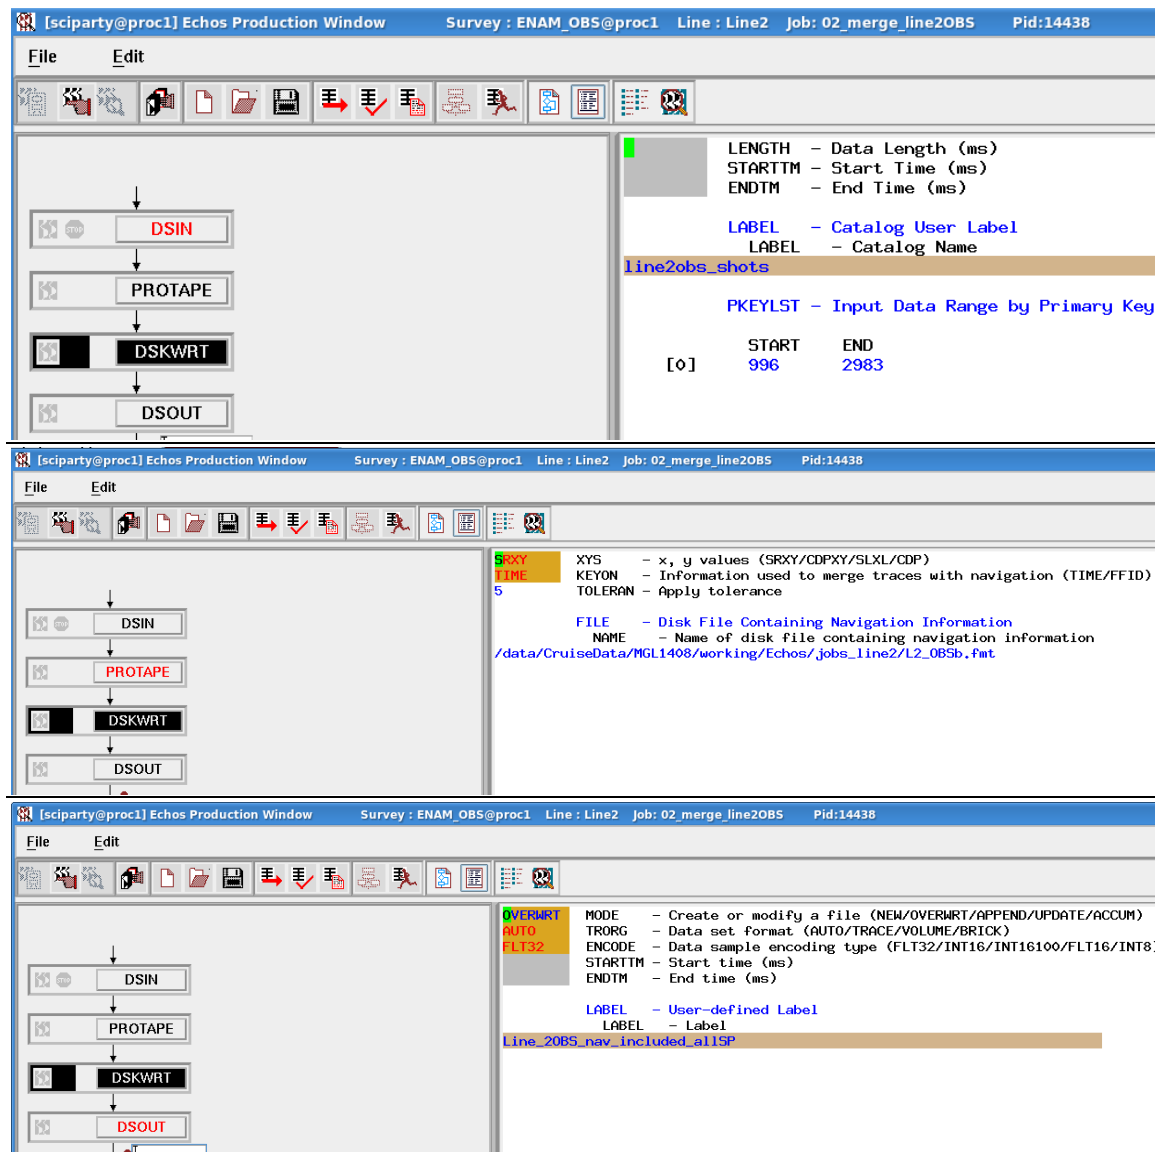 [sciparty@proc1] Echos Production Window Survey : ENAM_OBS@proc1 Line : Line2 Job: 02_merge_line2OBS Pid:14438
File Edit
LENGTH – Data Length (ms)
STARTTM – Start Time (ms)
ENDTM – End Time (ms)
DSIN
LABEL – Catalog User Label
LABEL – Catalog Name
line2obs_shots
PROTAPE
PKEYLST – Input Data Range by Primary Key
START END
DSKWRT
[0] 996 2983
DSOUT
[sciparty@proc1] Echos Production Window Survey : ENAM_OBS@proc1 Line : Line2 Job: 02_merge_line2OBS Pid:14438
File Edit
SRXY XYS – x, y values (SRXY/CDPXY/SLXL/CDP)
TIME KEYON – Information used to merge traces with navigation (TIME/FFID)
5 TOLERAN – Apply tolerance
DSIN
FILE – Disk File Containing Navigation Information
NAME – Name of disk file containing navigation information
/data/CruiseData/MGL1408/working/Echos/jobs_line2/L2_OBSb.fmt
PROTAPE
DSKWRT
DSOUT
[sciparty@proc1] Echos Production Window Survey : ENAM_OBS@proc1 Line : Line2 Job: 02_merge_line2OBS Pid:14438
File Edit
OVERWRT MODE – Create or modify a file (NEW/OVERWRT/APPEND/UPDATE/ACCUM)
AUTO TRORG – Data set format (AUTO/TRACE/VOLUME/BRICK)
FLT32 ENCODE – Data sample encoding type (FLT32/INT16/INT16100/FLT16/INT8)
STARTTM – Start time (ms)
ENDTM – End time (ms)
DSIN
LABEL – User-defined Label
LABEL – Label
Line_2OBS_nav_included_allSP
PROTAPE
DSKWRT
DSOUT